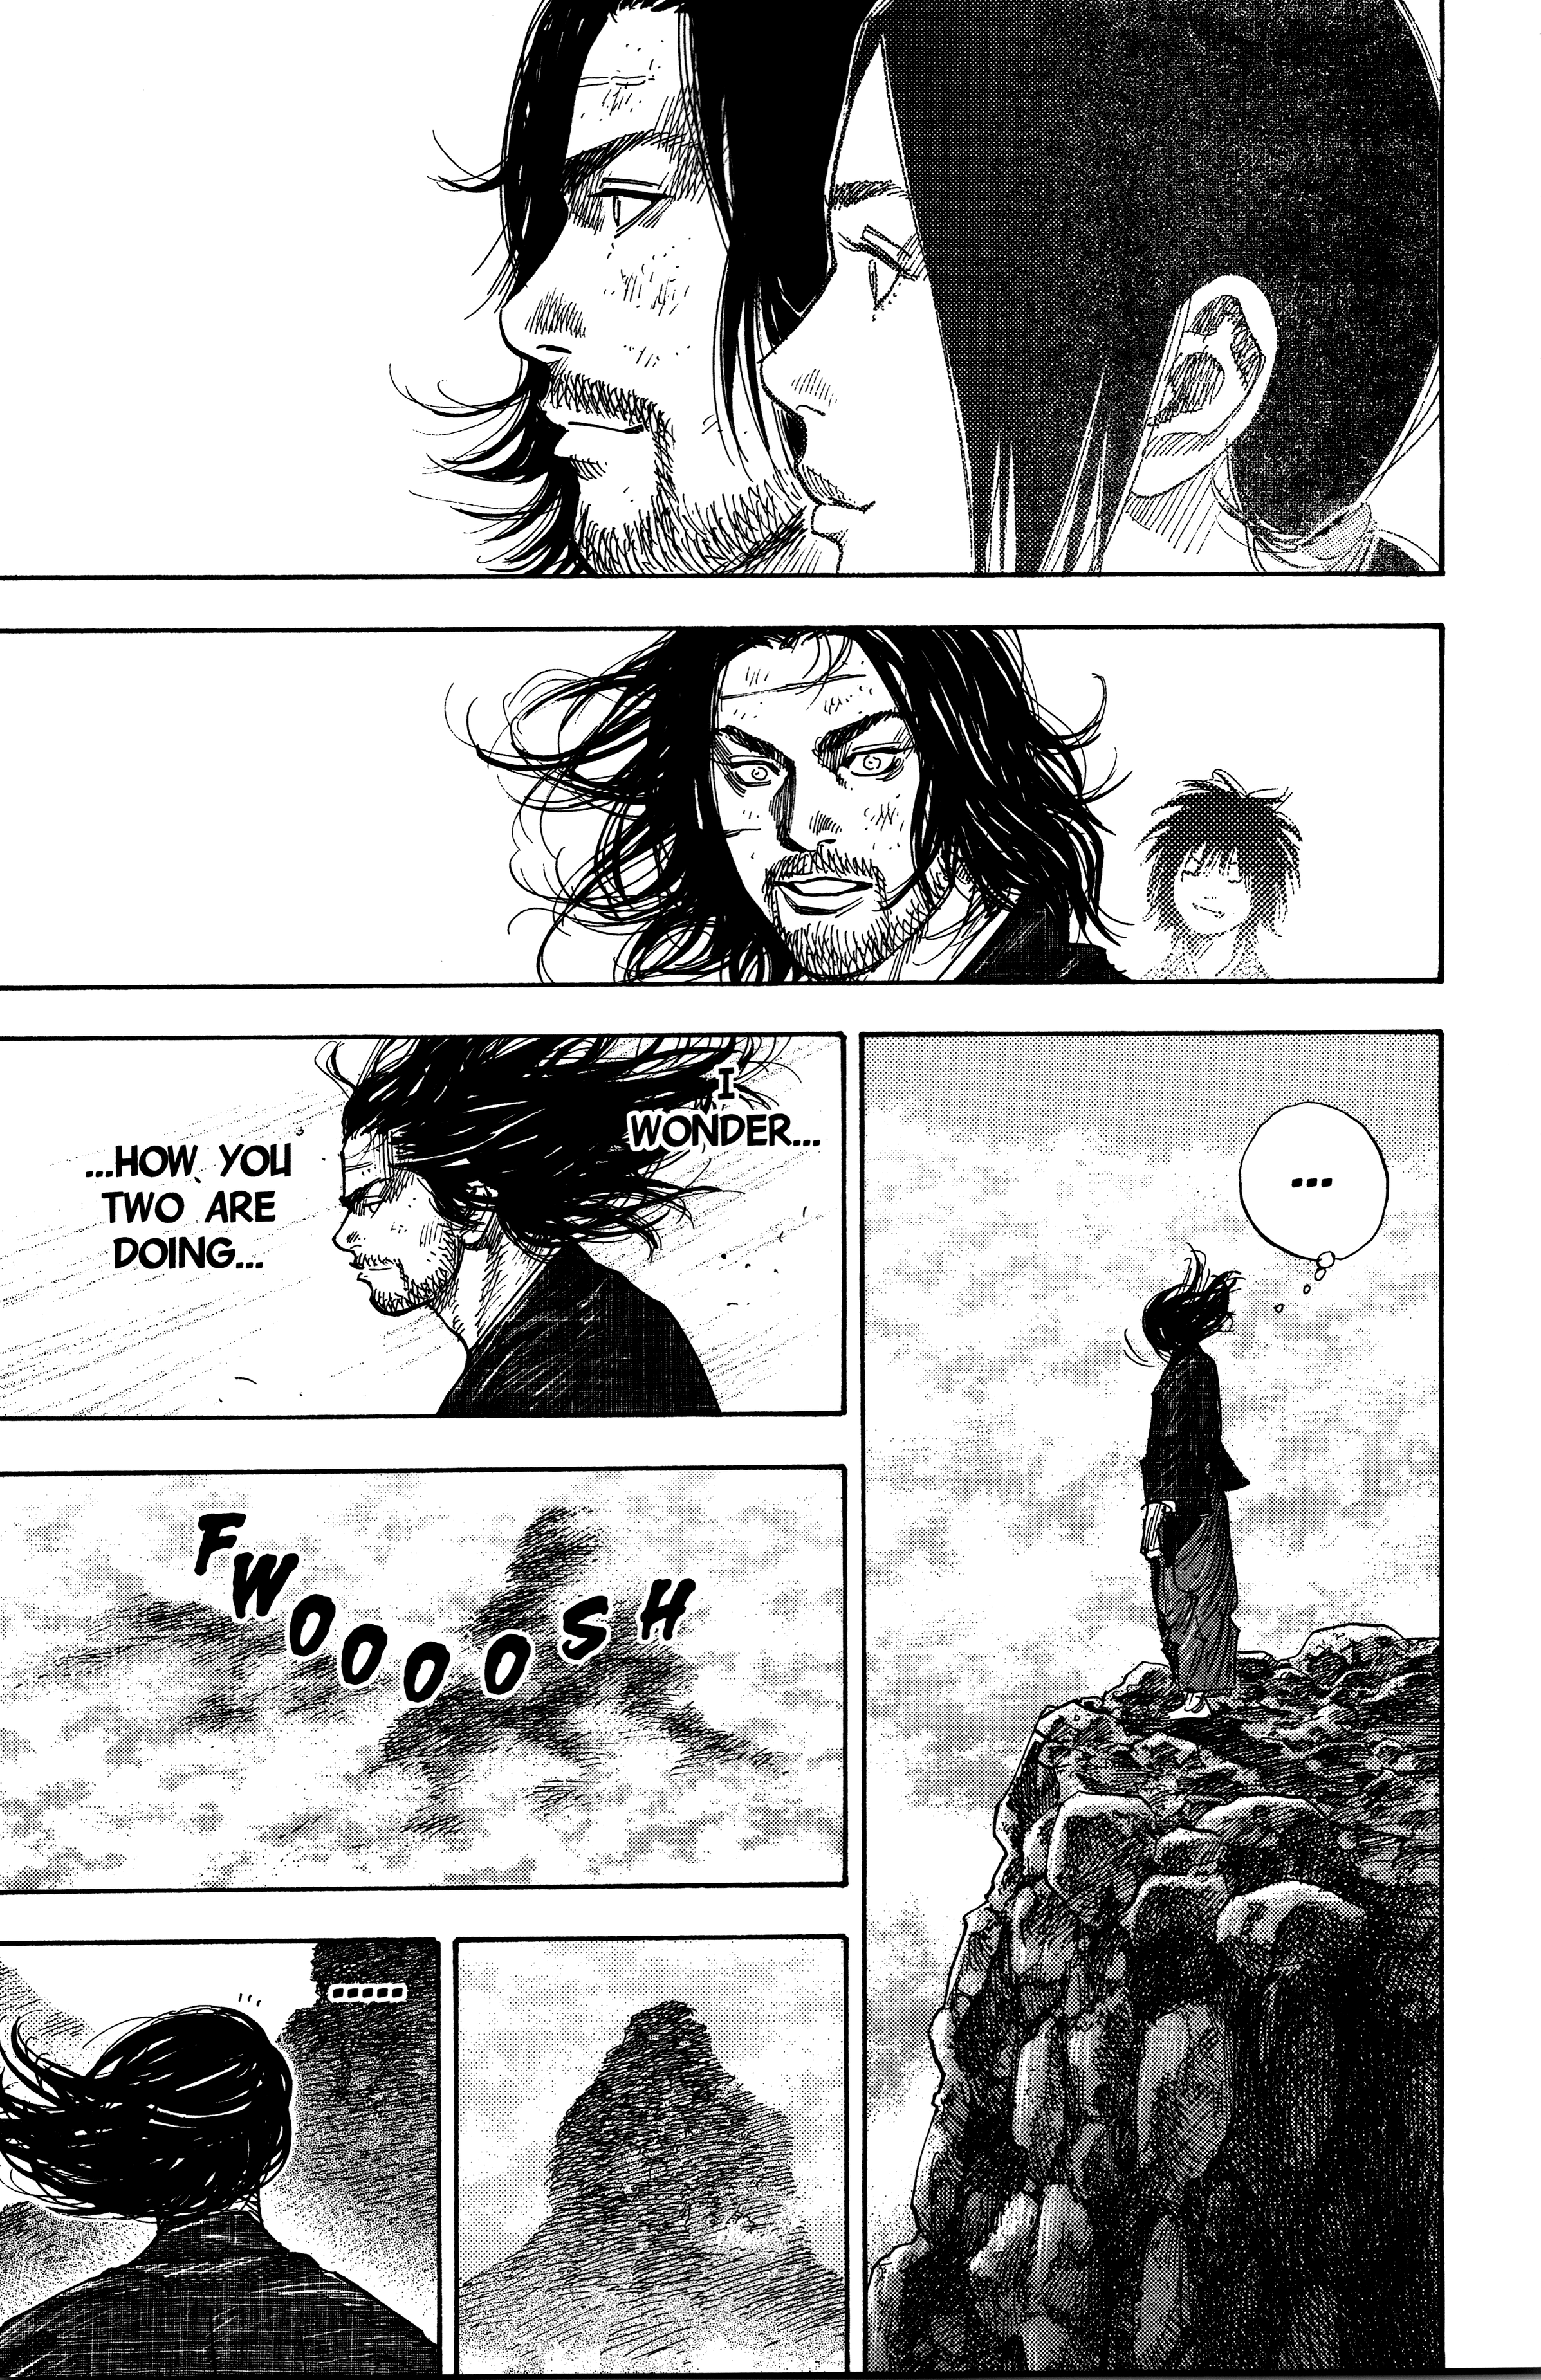 ...
I
WONDER...
...HOW YOU
TWO ARE
DOING...
FWOOOOSH
.....